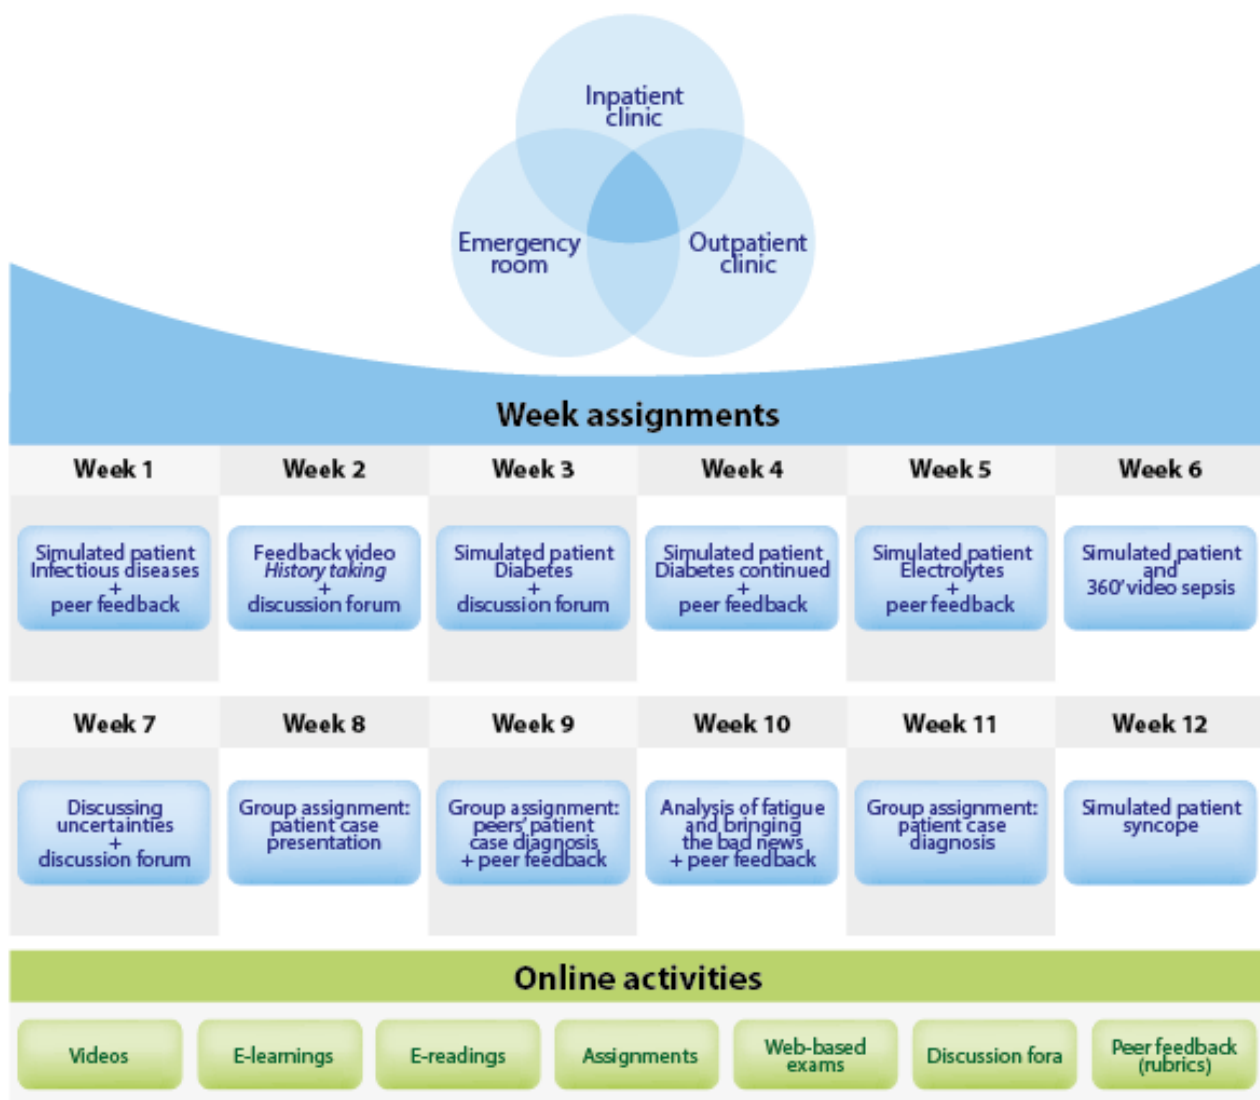 Inpatient
clinic
Emergency
room
Outpatient
clinic
Week assignments
Week 1
Week 2
Week 3
Week 4
Week 5
Week 6
Simulated patient
Infectious diseases
+
peer feedback
Feedback video
History taking
+
discussion forum
Simulated patient
Diabetes
+
discussion forum
Simulated patient
Diabetes continued
+
peer feedback
Simulated patient
Electrolytes
+
peer feedback
Simulated patient
and
360' video sepsis
Week 7
Week 8
Week 9
Week 10
Week 11
Week 12
Discussing
uncertainties
+
discussion forum
Group assignment:
patient case
presentation
Group assignment:
peers' patient
case diagnosis
+ peer feedback
Analysis of fatigue
and bringing
the bad news
+ peer feedback
Group assignment:
patient case
diagnosis
Simulated patient
syncope
Online activities
Videos
E-learnings
E-readings
Assignments
Web-based
exams
Discussion fora
Peer feedback
(rubrics)